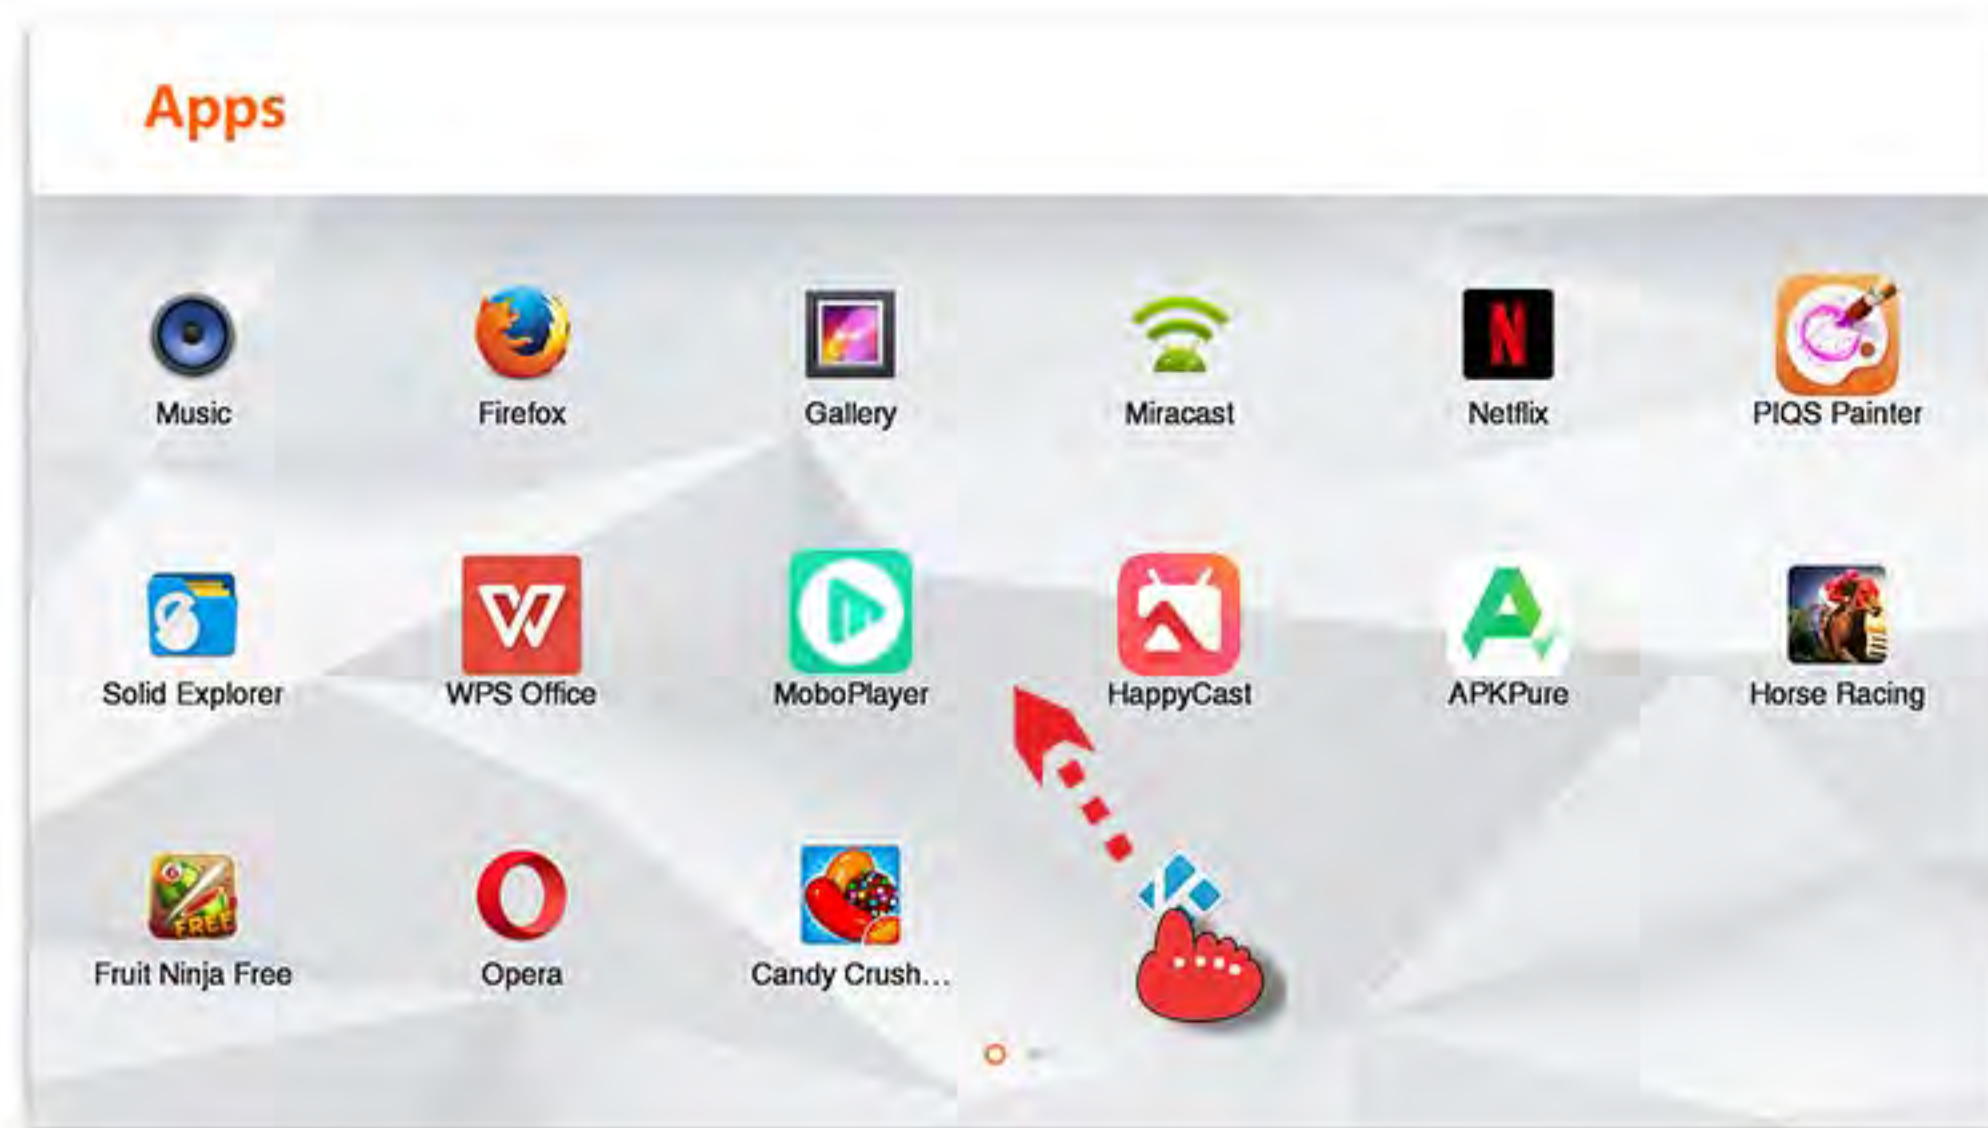 Apps
Music
Firefox
Gallery
Miracast
Netflix
PIQS Painter
Solid Explorer
WPS Office
MoboPlayer
HappyCast
APKPure
Horse Racing
FREE
Fruit Ninja Free
Opera
Candy Crush...